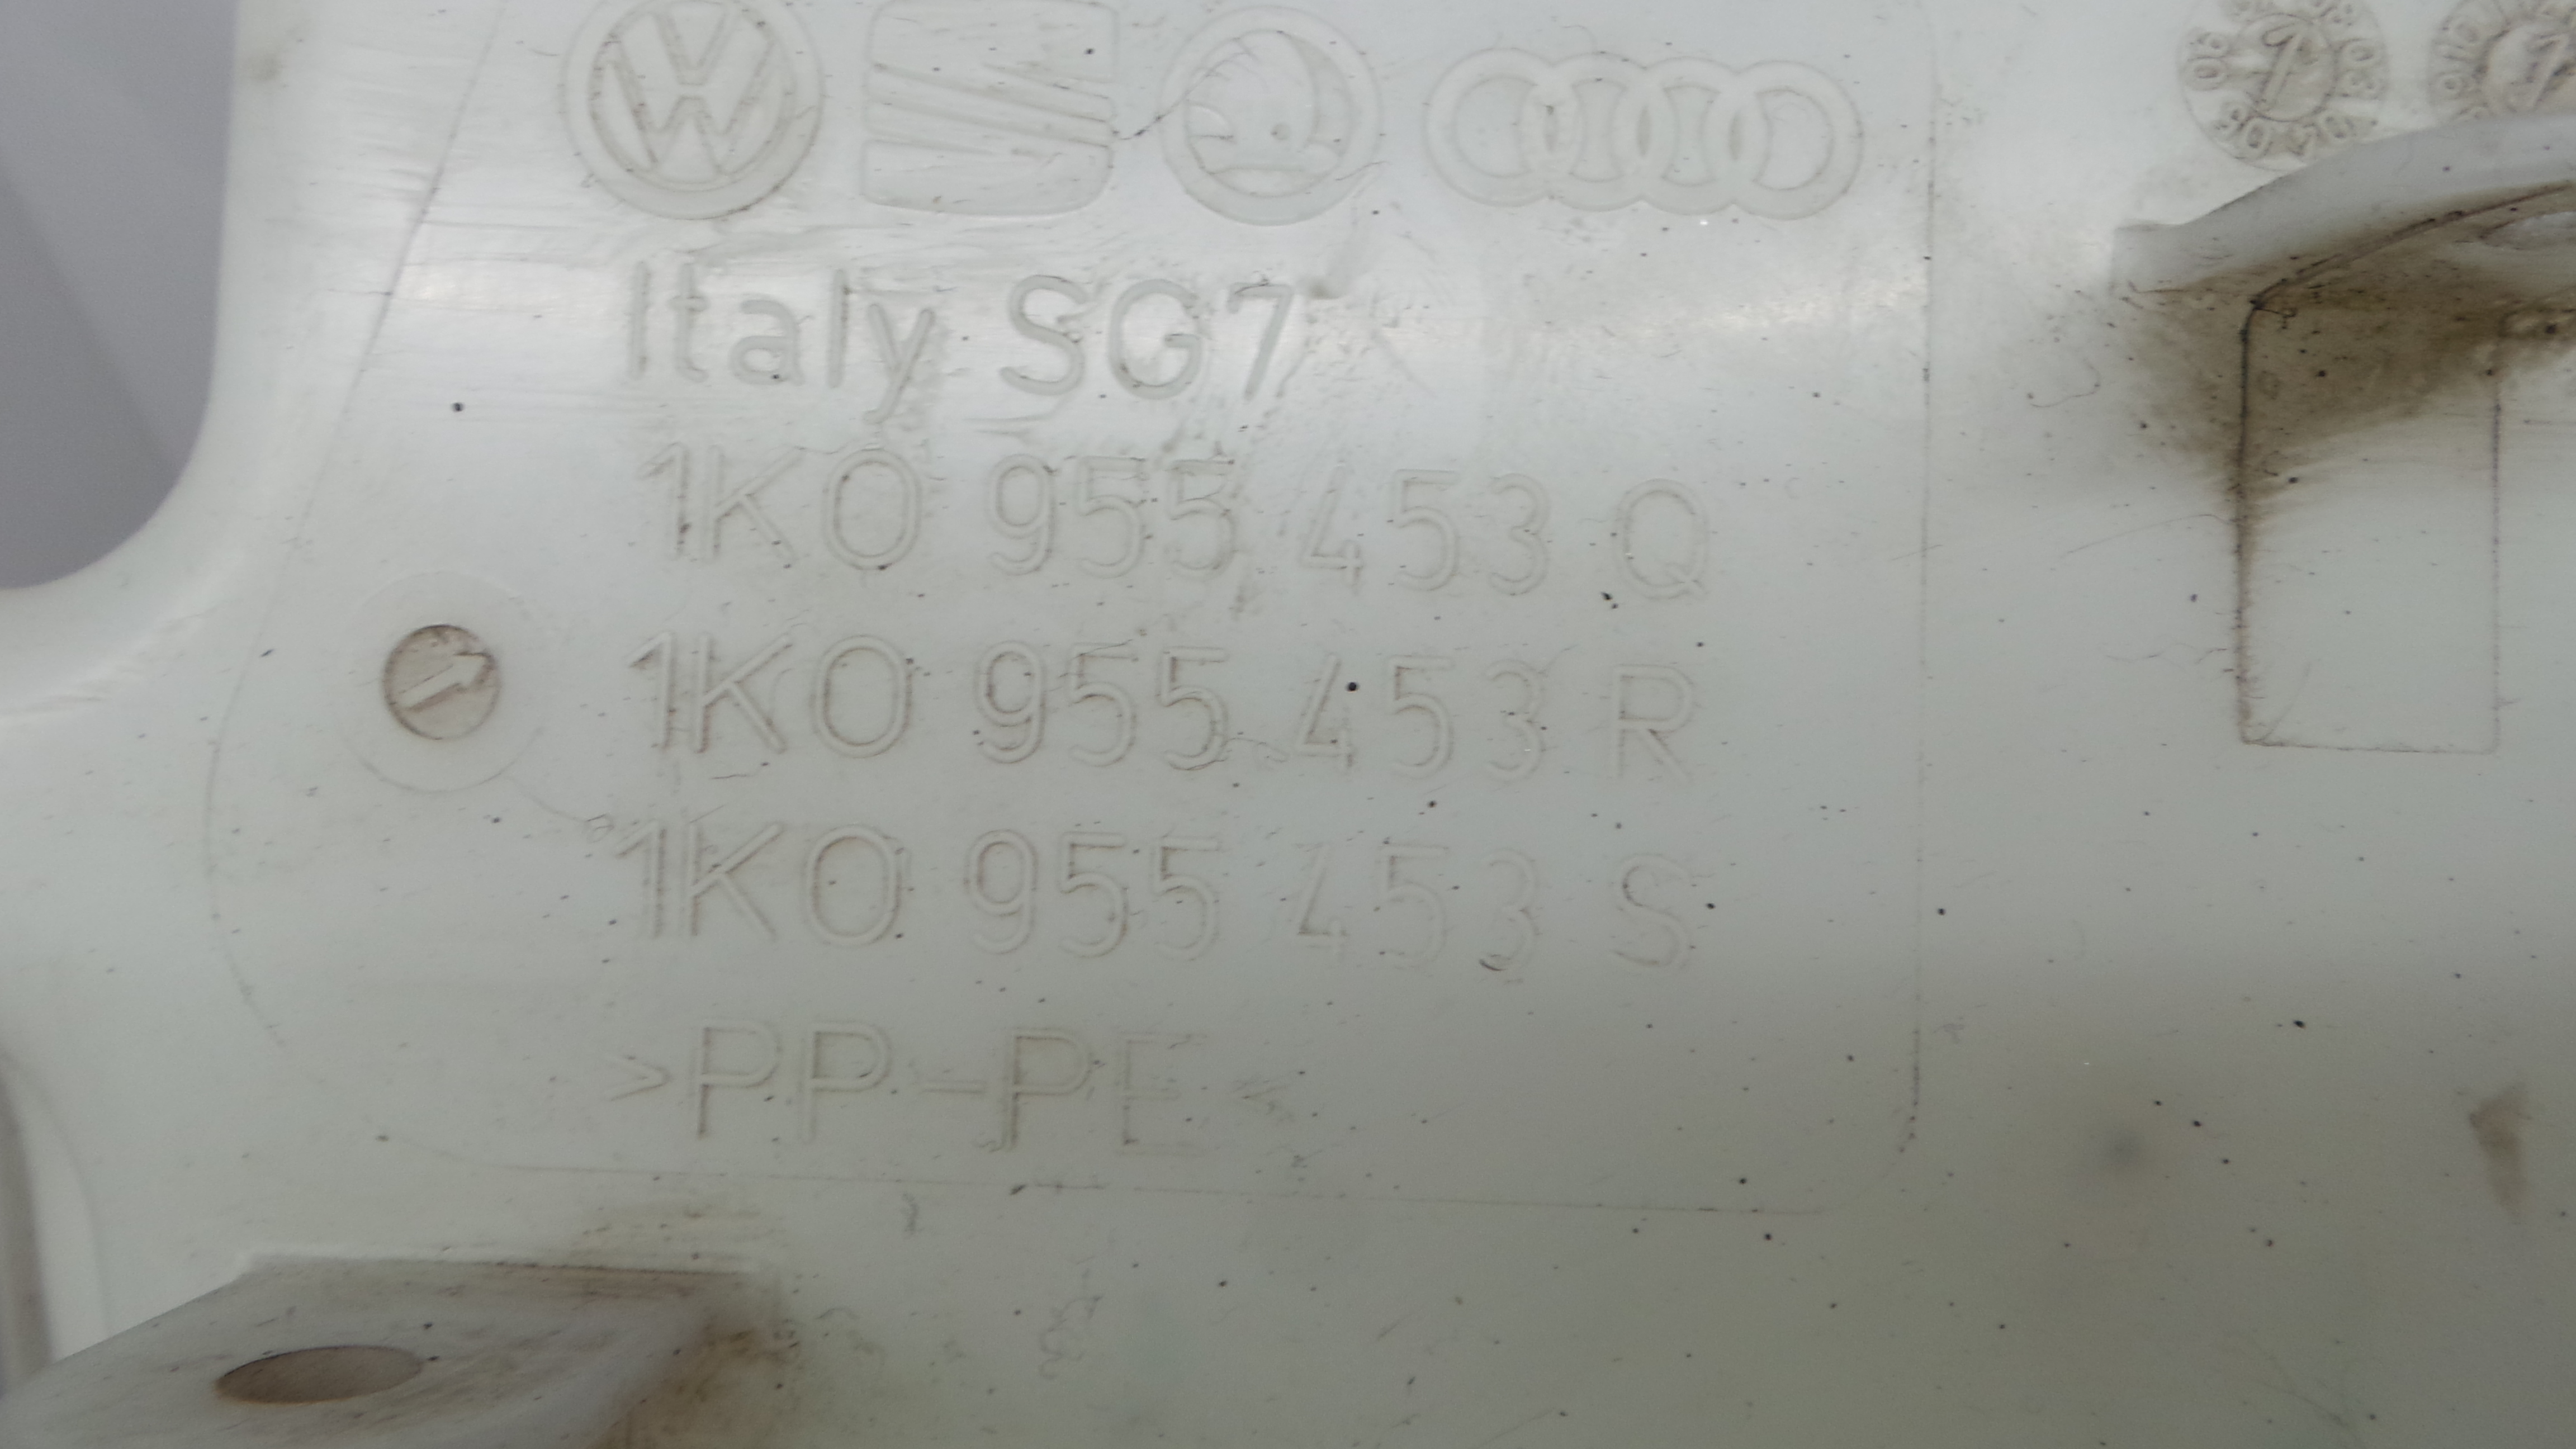 Italy SG7
1K0 955 453 Q
1K0 955 453 R
1K0 955 453 S
>PP-PE<